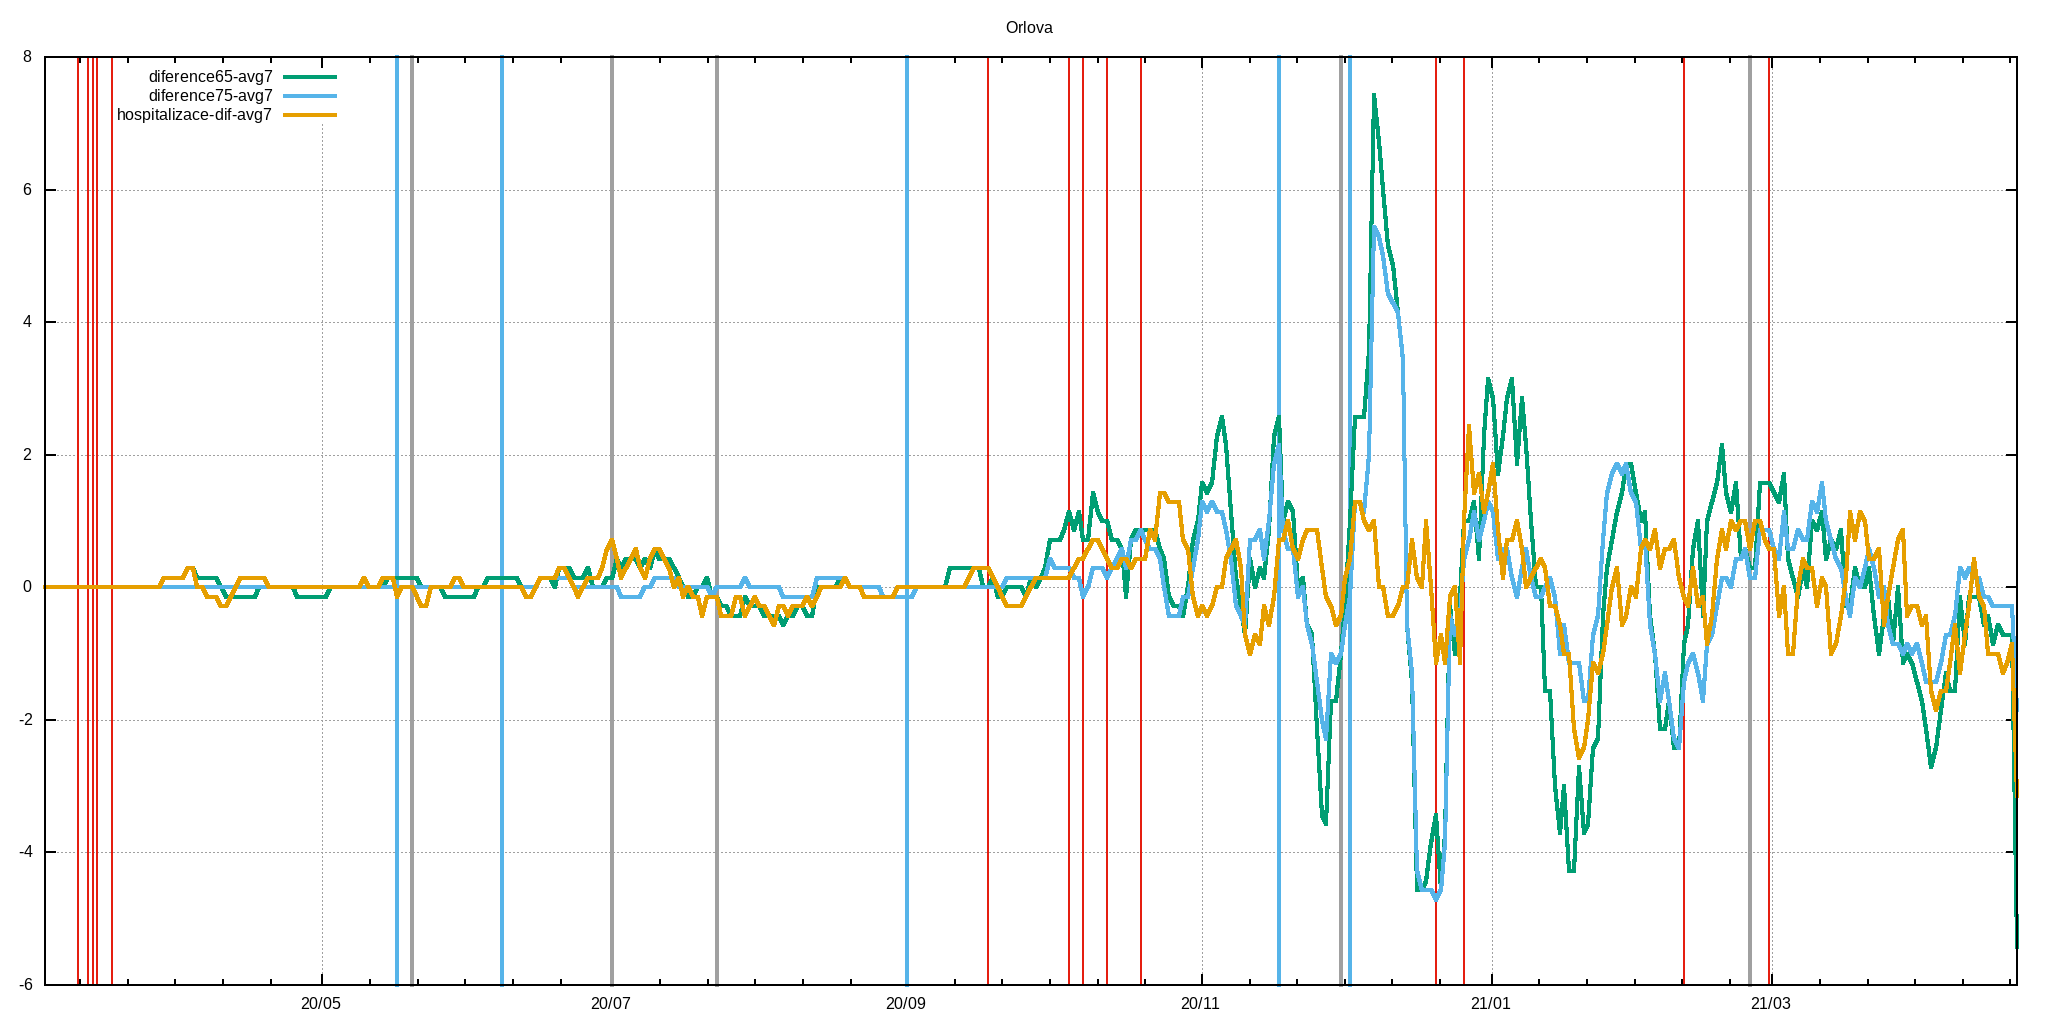 Orlova
8
diference65-avg7
diference75-avg7
hospitalizace-dif-avg7
6
4
2
0
-2
-4
-6
20/05 20/07 20/09 20/11 21/01 21/03